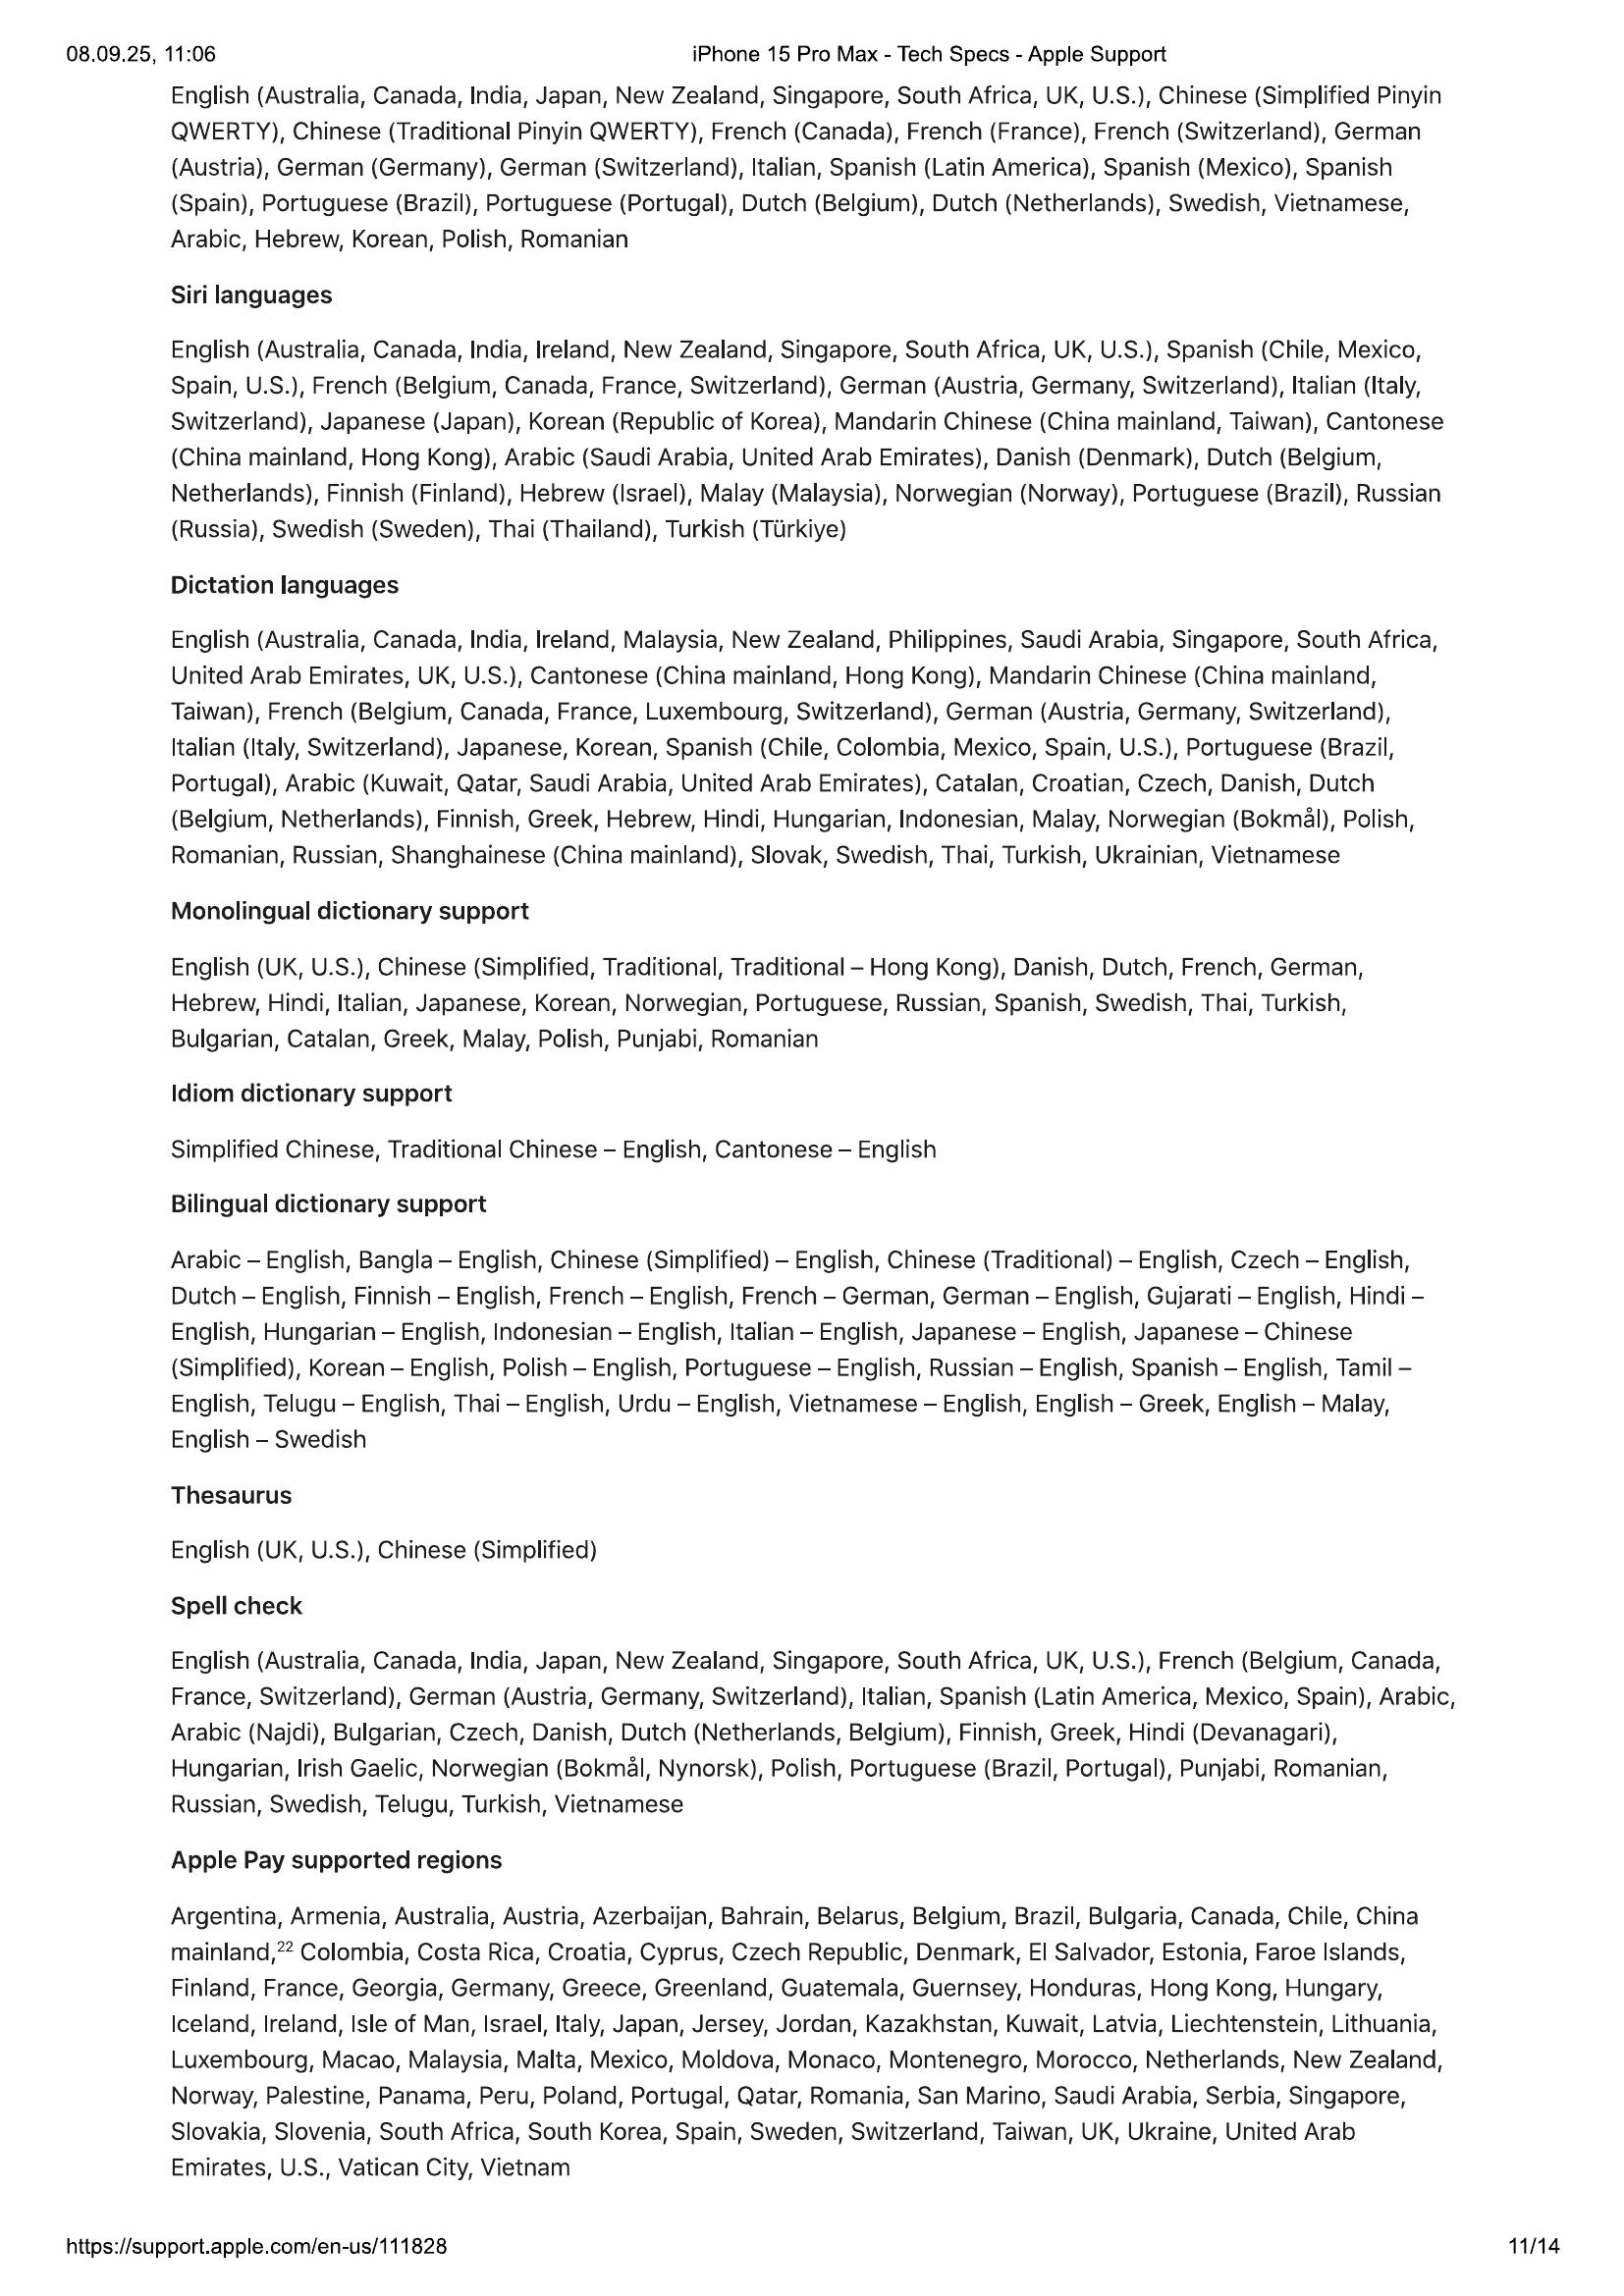 08.09.25, 11:06
iPhone 15 Pro Max - Tech Specs - Apple Support
English (Australia, Canada, India, Japan, New Zealand, Singapore, South Africa, UK, U.S.), Chinese (Simplified Pinyin
QWERTY), Chinese (Traditional Pinyin QWERTY), French (Canada), French (France), French (Switzerland), German
(Austria), German (Germany), German (Switzerland), Italian, Spanish (Latin America), Spanish (Mexico), Spanish
(Spain), Portuguese (Brazil), Portuguese (Portugal), Dutch (Belgium), Dutch (Netherlands), Swedish, Vietnamese,
Arabic, Hebrew, Korean, Polish, Romanian
Siri languages
English (Australia, Canada, India, Ireland, New Zealand, Singapore, South Africa, UK, U.S.), Spanish (Chile, Mexico,
Spain, U.S.), French (Belgium, Canada, France, Switzerland), German (Austria, Germany, Switzerland), Italian (Italy,
Switzerland), Japanese (Japan), Korean (Republic of Korea), Mandarin Chinese (China mainland, Taiwan), Cantonese
(China mainland, Hong Kong), Arabic (Saudi Arabia, United Arab Emirates), Danish (Denmark), Dutch (Belgium,
Netherlands), Finnish (Finland), Hebrew (Israel), Malay (Malaysia), Norwegian (Norway), Portuguese (Brazil), Russian
(Russia), Swedish (Sweden), Thai (Thailand), Turkish (Türkiye)
Dictation languages
English (Australia, Canada, India, Ireland, Malaysia, New Zealand, Philippines, Saudi Arabia, Singapore, South Africa,
United Arab Emirates, UK, U.S.), Cantonese (China mainland, Hong Kong), Mandarin Chinese (China mainland,
Taiwan), French (Belgium, Canada, France, Luxembourg, Switzerland), German (Austria, Germany, Switzerland),
Italian (Italy, Switzerland), Japanese, Korean, Spanish (Chile, Colombia, Mexico, Spain, U.S.), Portuguese (Brazil,
Portugal), Arabic (Kuwait, Qatar, Saudi Arabia, United Arab Emirates), Catalan, Croatian, Czech, Danish, Dutch
(Belgium, Netherlands), Finnish, Greek, Hebrew, Hindi, Hungarian, Indonesian, Malay, Norwegian (Bokmål), Polish,
Romanian, Russian, Shanghainese (China mainland), Slovak, Swedish, Thai, Turkish, Ukrainian, Vietnamese
Monolingual dictionary support
English (UK, U.S.), Chinese (Simplified, Traditional, Traditional – Hong Kong), Danish, Dutch, French, German,
Hebrew, Hindi, Italian, Japanese, Korean, Norwegian, Portuguese, Russian, Spanish, Swedish, Thai, Turkish,
Bulgarian, Catalan, Greek, Malay, Polish, Punjabi, Romanian
Idiom dictionary support
Simplified Chinese, Traditional Chinese – English, Cantonese – English
Bilingual dictionary support
Arabic – English, Bangla – English, Chinese (Simplified) – English, Chinese (Traditional) – English, Czech – English,
Dutch – English, Finnish – English, French – English, French – German, German – English, Gujarati – English, Hindi –
English, Hungarian – English, Indonesian – English, Italian – English, Japanese – English, Japanese – Chinese
(Simplified), Korean – English, Polish – English, Portuguese – English, Russian – English, Spanish – English, Tamil –
English, Telugu – English, Thai – English, Urdu – English, Vietnamese – English, English – Greek, English – Malay,
English – Swedish
Thesaurus
English (UK, U.S.), Chinese (Simplified)
Spell check
English (Australia, Canada, India, Japan, New Zealand, Singapore, South Africa, UK, U.S.), French (Belgium, Canada,
France, Switzerland), German (Austria, Germany, Switzerland), Italian, Spanish (Latin America, Mexico, Spain), Arabic,
Arabic (Najdi), Bulgarian, Czech, Danish, Dutch (Netherlands, Belgium), Finnish, Greek, Hindi (Devanagari),
Hungarian, Irish Gaelic, Norwegian (Bokmål, Nynorsk), Polish, Portuguese (Brazil, Portugal), Punjabi, Romanian,
Russian, Swedish, Telugu, Turkish, Vietnamese
Apple Pay supported regions
Argentina, Armenia, Australia, Austria, Azerbaijan, Bahrain, Belarus, Belgium, Brazil, Bulgaria, Canada, Chile, China
mainland,²² Colombia, Costa Rica, Croatia, Cyprus, Czech Republic, Denmark, El Salvador, Estonia, Faroe Islands,
Finland, France, Georgia, Germany, Greece, Greenland, Guatemala, Guernsey, Honduras, Hong Kong, Hungary,
Iceland, Ireland, Isle of Man, Israel, Italy, Japan, Jersey, Jordan, Kazakhstan, Kuwait, Latvia, Liechtenstein, Lithuania,
Luxembourg, Macao, Malaysia, Malta, Mexico, Moldova, Monaco, Montenegro, Morocco, Netherlands, New Zealand,
Norway, Palestine, Panama, Peru, Poland, Portugal, Qatar, Romania, San Marino, Saudi Arabia, Serbia, Singapore,
Slovakia, Slovenia, South Africa, South Korea, Spain, Sweden, Switzerland, Taiwan, UK, Ukraine, United Arab
Emirates, U.S., Vatican City, Vietnam
https://support.apple.com/en-us/111828
11/14